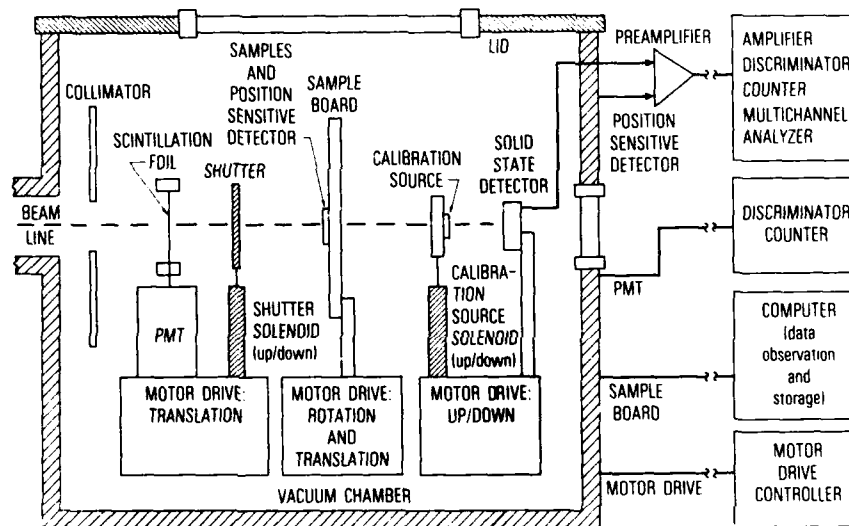 LID
COLLIMATOR
SCINTILLATION
FOIL
SHUTTER
SAMPLES
AND
POSITION
SENSITIVE
DETECTOR
SAMPLE
BOARD
CALIBRATION
SOURCE
SOLID
STATE
DETECTOR
PREAMPLIFIER
POSITION
SENSITIVE
DETECTOR
AMPLIFIER
DISCRIMINATOR
COUNTER
MULTICHANNEL
ANALYZER
BEAM
LINE
DISCRIMINATOR
COUNTER
PMT
PMT
SHUTTER
SOLENOID
(up/down)
CALIBRA-
TION
SOURCE
SOLENOID
(up/down)
COMPUTER
(data
observation
and
storage)
SAMPLE
BOARD
MOTOR DRIVE:
TRANSLATION
MOTOR DRIVE:
ROTATION
AND
TRANSLATION
MOTOR DRIVE:
UP/DOWN
MOTOR DRIVE
MOTOR
DRIVE
CONTROLLER
VACUUM CHAMBER